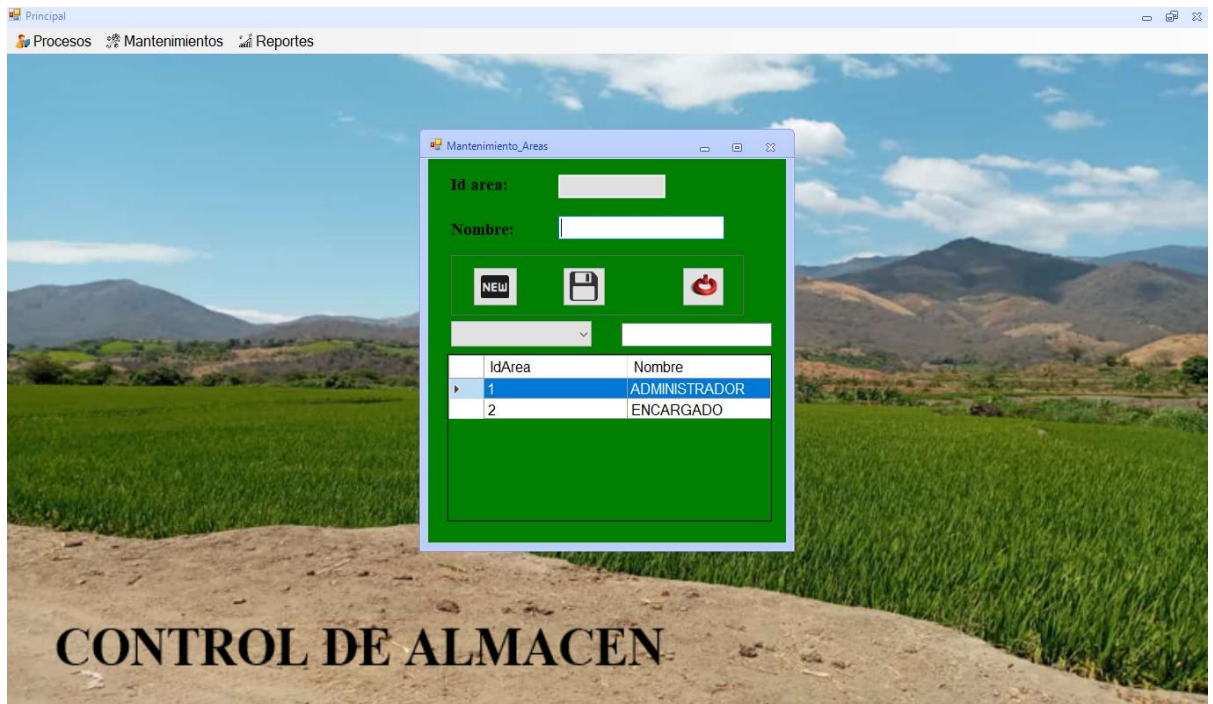 Principal
Procesos Mantenimientos Reportes
Mantenimiento_Areas
Id area:
Nombre:
NEW
IdArea Nombre
1 ADMINISTRADOR
2 ENCARGADO
CONTROL DE ALMACEN